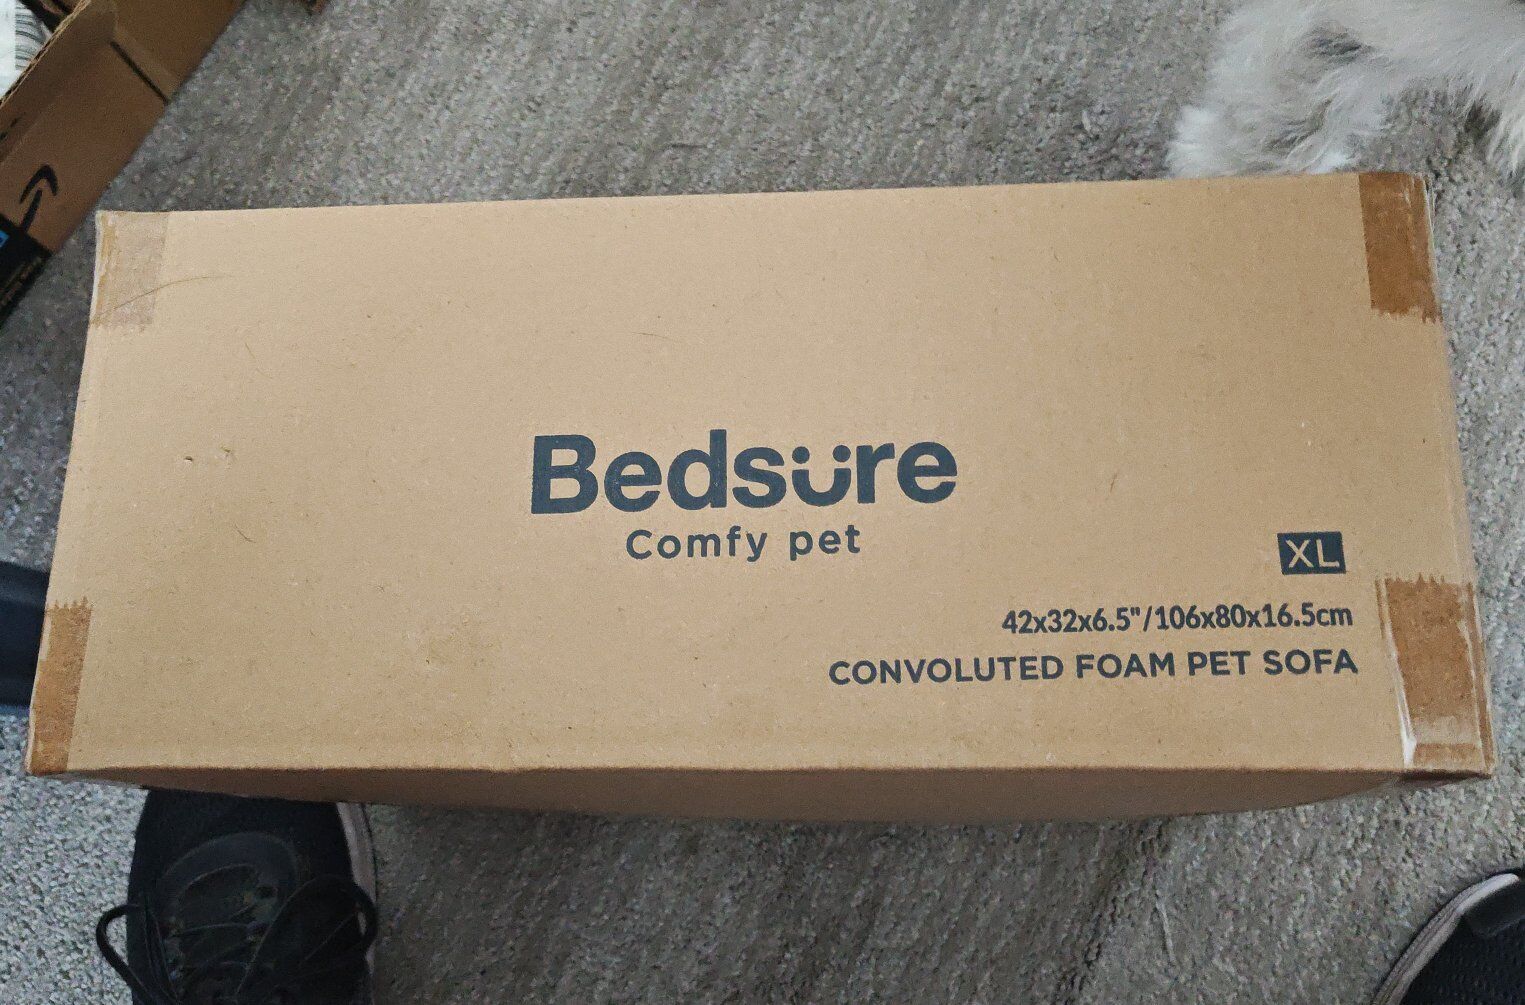 Bedsure
Comfy pet
XL
42x32x6.5"/106x80x16.5cm
CONVOLUTED FOAM PET SOFA